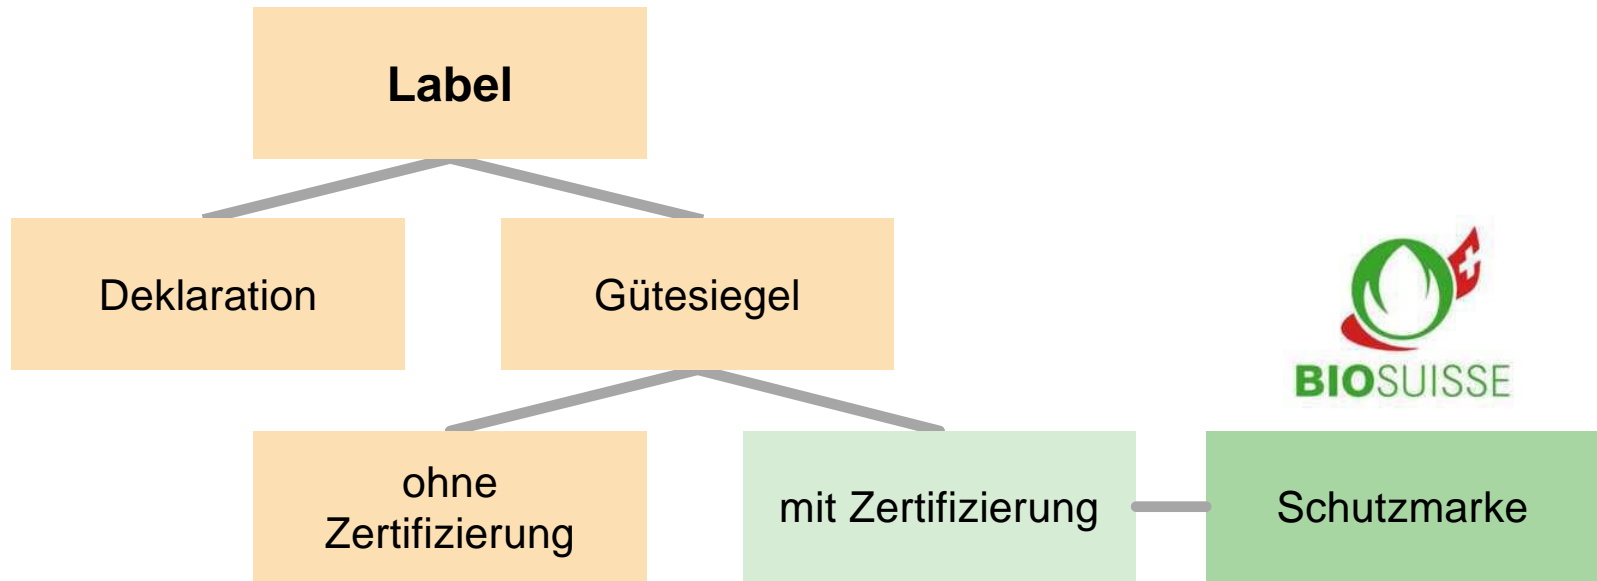 Label
Deklaration
Gütesiegel
BIOSUISSE
ohne
Zertifizierung
mit Zertifizierung
Schutzmarke